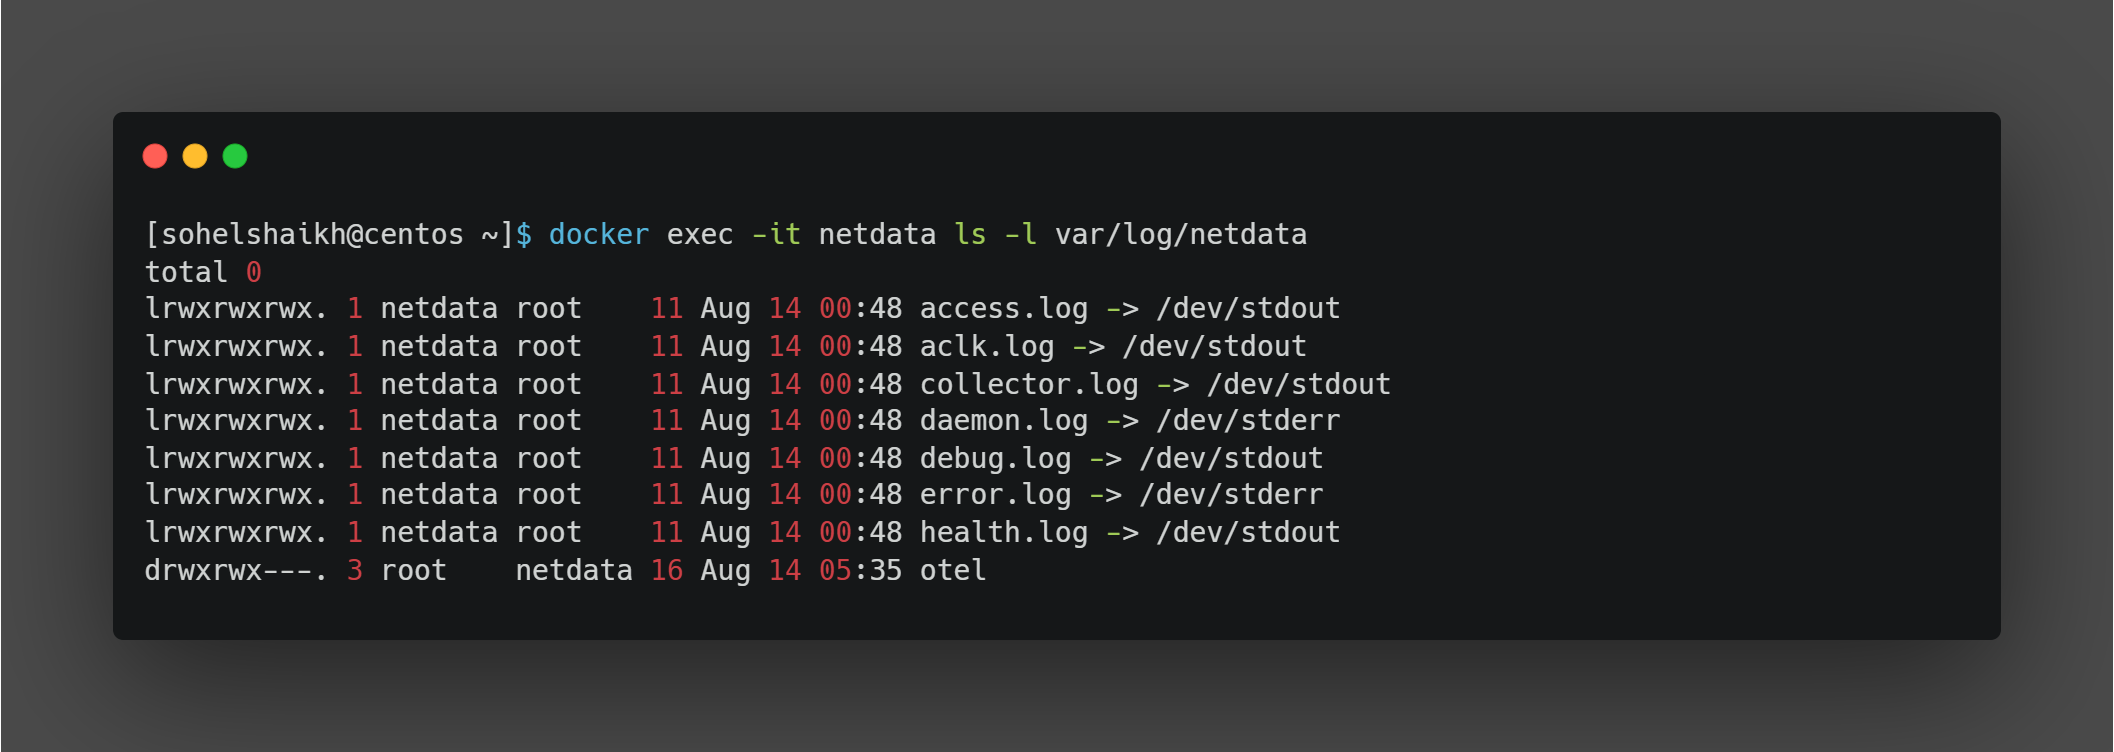 [sohelshaikh@centos ~]$ docker exec -it netdata ls -l var/log/netdata
total 0
lrwxrwxrwx. 1 netdata root    11 Aug 14 00:48 access.log -> /dev/stdout
lrwxrwxrwx. 1 netdata root    11 Aug 14 00:48 aclk.log -> /dev/stdout
lrwxrwxrwx. 1 netdata root    11 Aug 14 00:48 collector.log -> /dev/stdout
lrwxrwxrwx. 1 netdata root    11 Aug 14 00:48 daemon.log -> /dev/stderr
lrwxrwxrwx. 1 netdata root    11 Aug 14 00:48 debug.log -> /dev/stdout
lrwxrwxrwx. 1 netdata root    11 Aug 14 00:48 error.log -> /dev/stderr
lrwxrwxrwx. 1 netdata root    11 Aug 14 00:48 health.log -> /dev/stdout
drwxrwx---. 3 root    netdata 16 Aug 14 05:35 otel